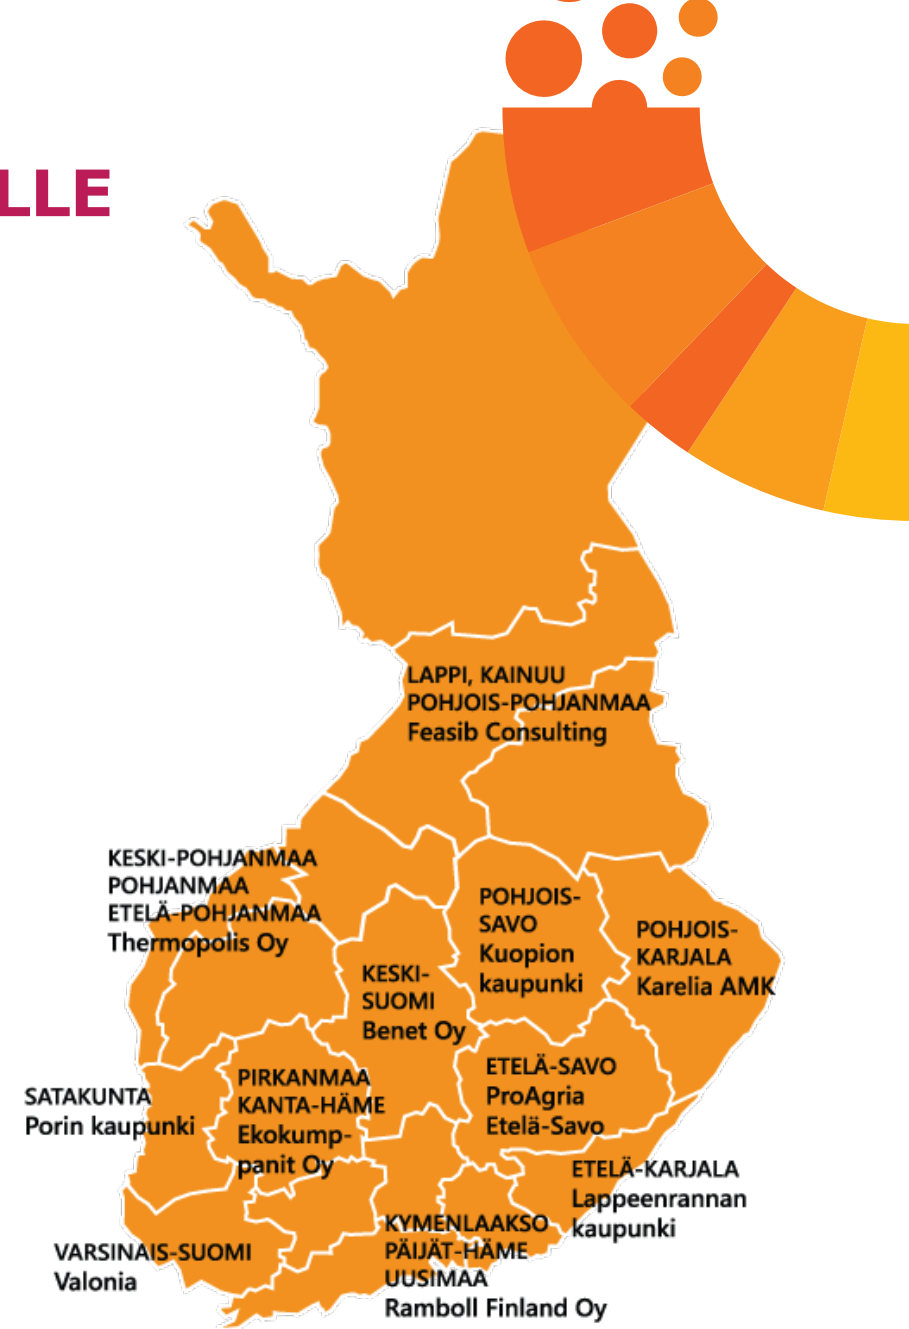 LLE
LAPPI, KAINUU
POHJOIS-POHJANMAA
Feasib Consulting
KESKI-POHJANMAA
POHJANMAA
ETELÄ-POHJANMAA
Thermopolis Oy
POHJOIS-
SAVO
Kuopion
kaupunki
POHJOIS-
KARJALA
Karelia AMK
KESKI-
SUOMI
Benet Oy
SATAKUNTA
Porin kaupunki
PIRKANMAA
KANTA-HÄME
Ekokump-
panit Oy
ETELÄ-SAVO
ProAgria
Etelä-Savo
ETELÄ-KARJALA
Lappeenrannan
kaupunki
VARSINAIS-SUOMI
Valonia
KYMENLAAKSO
PÄIJÄT-HÄME
UUSIMAA
Ramboll Finland Oy